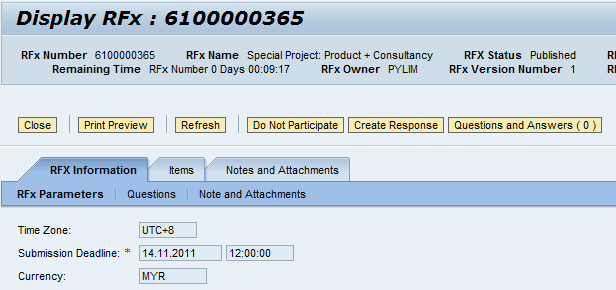 Display RFx : 6100000365
RFx Number 6100000365 RFx Name Special Project: Product + Consultancy RFX Status Published
Remaining Time RFx Number 0 Days 00:09:17 RFx Owner PYLIM RFx Version Number 1
Close Print Preview Refresh Do Not Participate Create Response Questions and Answers ( 0 )
RFX Information Items Notes and Attachments
RFx Parameters Questions Note and Attachments
Time Zone: UTC+8
Submission Deadline: * 14.11.2011 12:00:00
Currency: MYR